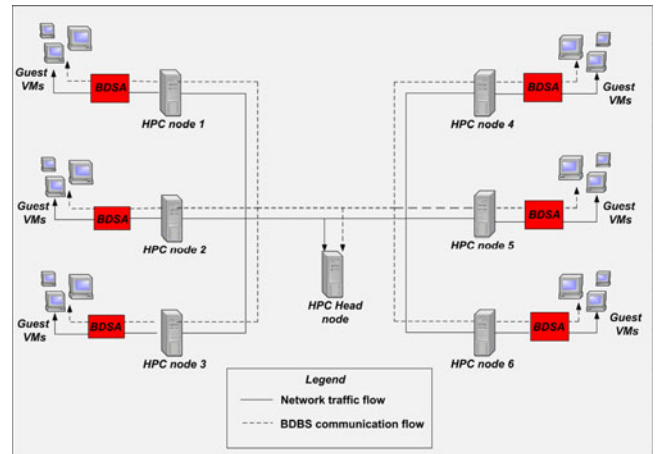 Guest
VMs
BDSA
HPC node 1
BDSA
Guest
VMs
HPC node 4
Guest
VMs
BDSA
HPC node 2
BDSA
Guest
VMs
HPC node 5
HPC Head
node
Guest
VMs
BDSA
HPC node 3
BDSA
Guest
VMs
HPC node 6
Legend
Network traffic flow
BDBS communication flow